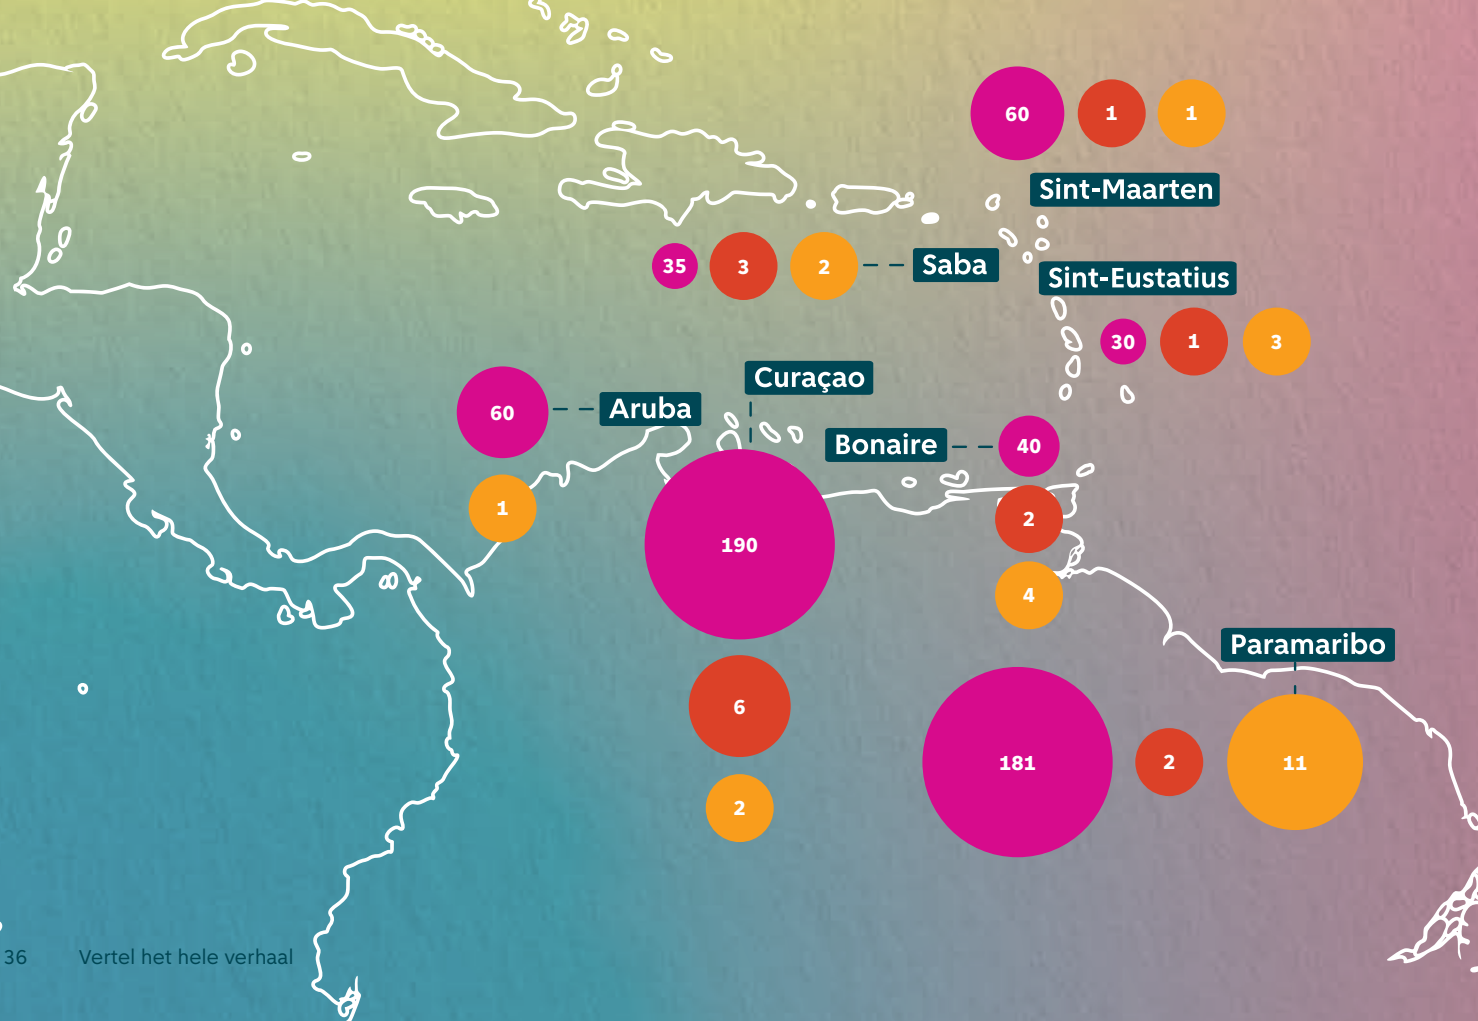 60 1 1
Sint-Maarten
35 3 2 Saba
Sint-Eustatius
30 1 3
Curaçao
60 Aruba
Bonaire 40
1
2
190
4
Paramaribo
6
181 2 11
2
36 Vertel het hele verhaal